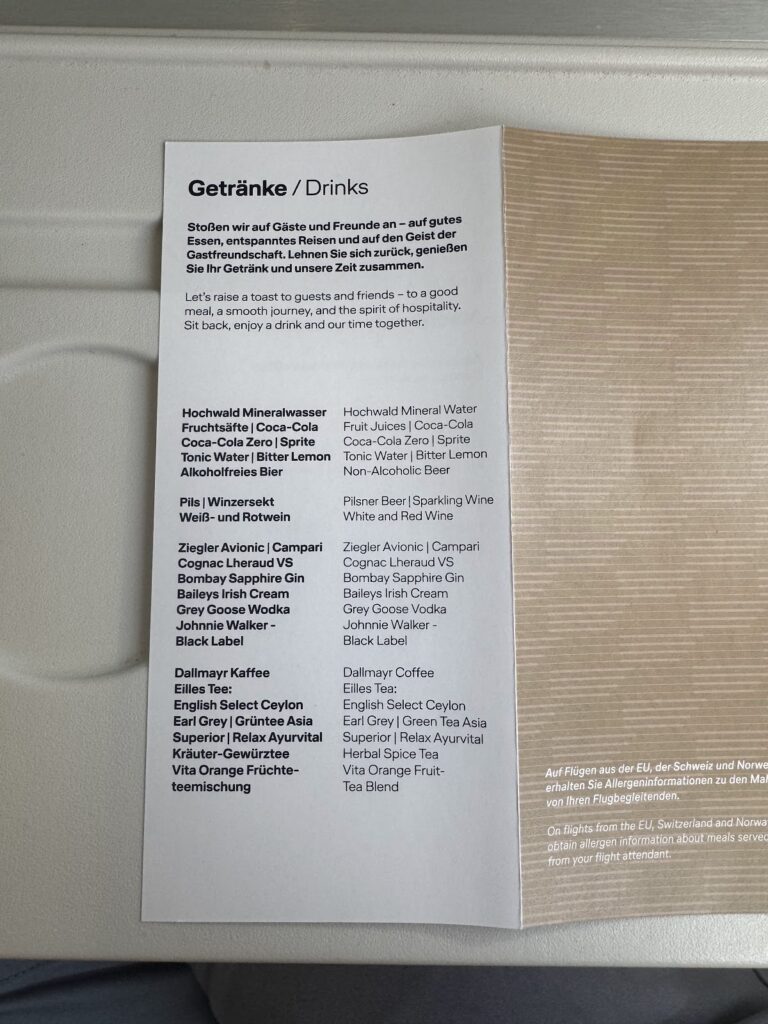 Getränke / Drinks
Stoßen wir auf Gäste und Freunde an – auf gutes
Essen, entspanntes Reisen und auf den Geist der
Gastfreundschaft. Lehnen Sie sich zurück, genießen
Sie Ihr Getränk und unsere Zeit zusammen.
Let's raise a toast to guests and friends – to a good
meal, a smooth journey, and the spirit of hospitality.
Sit back, enjoy a drink and our time together.
Hochwald Mineralwasser
Fruchtsäfte | Coca-Cola
Coca-Cola Zero | Sprite
Tonic Water | Bitter Lemon
Alkoholfreies Bier
Pils | Winzersekt
Weiß- und Rotwein
Ziegler Avionic | Campari
Cognac Lheraud VS
Bombay Sapphire Gin
Baileys Irish Cream
Grey Goose Wodka
Johnnie Walker -
Black Label
Dallmayr Kaffee
Eilles Tee:
English Select Ceylon
Earl Grey | Grüntee Asia
Superior | Relax Ayurvital
Kräuter-Gewürztee
Vita Orange Früchte-
teemischung
Hochwald Mineral Water
Fruit Juices | Coca-Cola
Coca-Cola Zero | Sprite
Tonic Water | Bitter Lemon
Non-Alcoholic Beer
Pilsner Beer | Sparkling Wine
White and Red Wine
Ziegler Avionic | Campari
Cognac Lheraud VS
Bombay Sapphire Gin
Baileys Irish Cream
Grey Goose Vodka
Johnnie Walker -
Black Label
Dallmayr Coffee
Eilles Tea:
English Select Ceylon
Earl Grey | Green Tea Asia
Superior | Relax Ayurvital
Herbal Spice Tea
Vita Orange Fruit-
Tea Blend
Auf Flügen aus der EU, der Schweiz und
erhalten Sie Allergeninformationen zu den
von Ihren Flugbegleitenden.
On flights from the EU, Switzerland and
obtain allergen information about meals served
from your flight attendant.